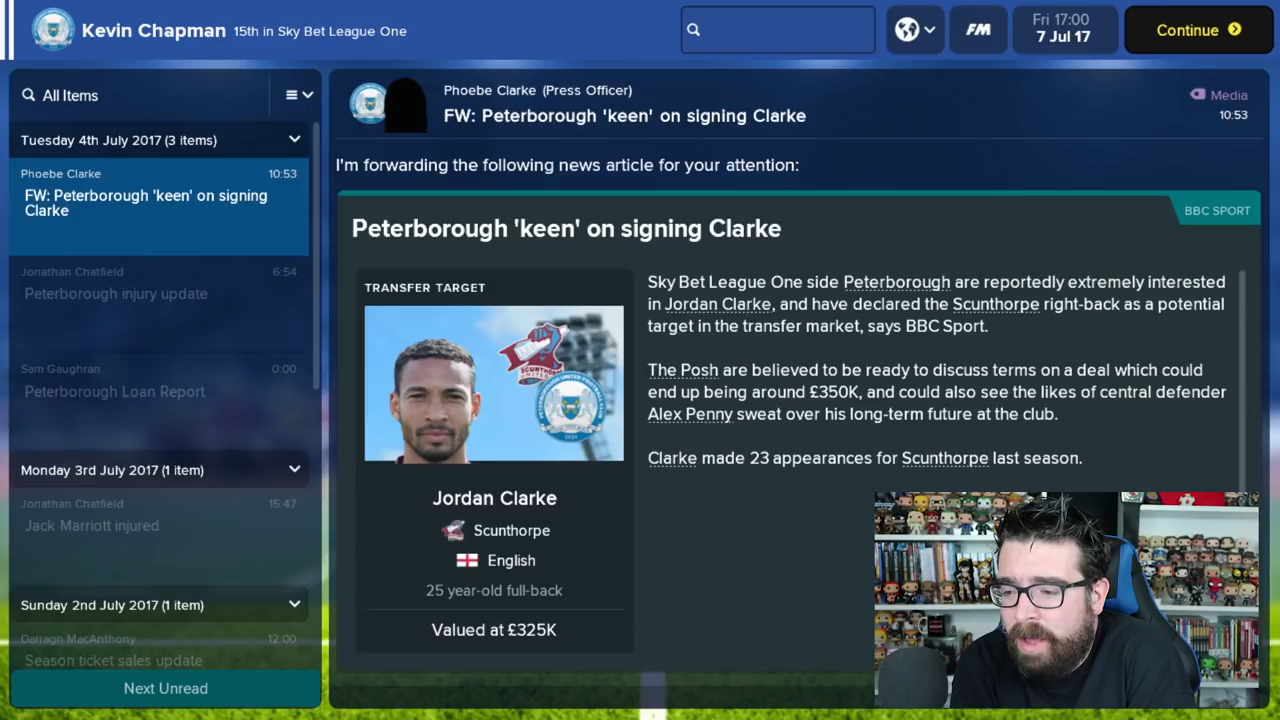 Kevin Chapman 15th in Sky Bet League One
FM
Fri 17:00
7 Jul 17
Continue
All Items
Tuesday 4th July 2017 (3 items)
Phoebe Clarke 10:53
FW: Peterborough 'keen' on signing
Clarke
Jonathan Chatfield 6:54
Peterborough injury update
Sam Gaughran 0:00
Peterborough Loan Report
Monday 3rd July 2017 (1 item)
Jonathan Chatfield 15:47
Jack Marriott injured
Sunday 2nd July 2017 (1 item)
Darragh MacAnthony 12:00
Season ticket sales update
Next Unread
Phoebe Clarke (Press Officer)
FW: Peterborough 'keen' on signing Clarke
Media
10:53
I'm forwarding the following news article for your attention:
BBC SPORT
Peterborough 'keen' on signing Clarke
TRANSFER TARGET
Jordan Clarke
Scunthorpe
English
25 year-old full-back
Valued at £325K
Sky Bet League One side Peterborough are reportedly extremely interested
in Jordan Clarke, and have declared the Scunthorpe right-back as a potential
target in the transfer market, says BBC Sport.
The Posh are believed to be ready to discuss terms on a deal which could
end up being around £350K, and could also see the likes of central defender
Alex Penny sweat over his long-term future at the club.
Clarke made 23 appearances for Scunthorpe last season.